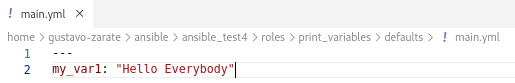 ! main.yml ×
home > gustavo-zarate > ansible > ansible_test4 > roles > print_variables > defaults > ! main.yml
1 ---
2 my_var1: "Hello Everybody"